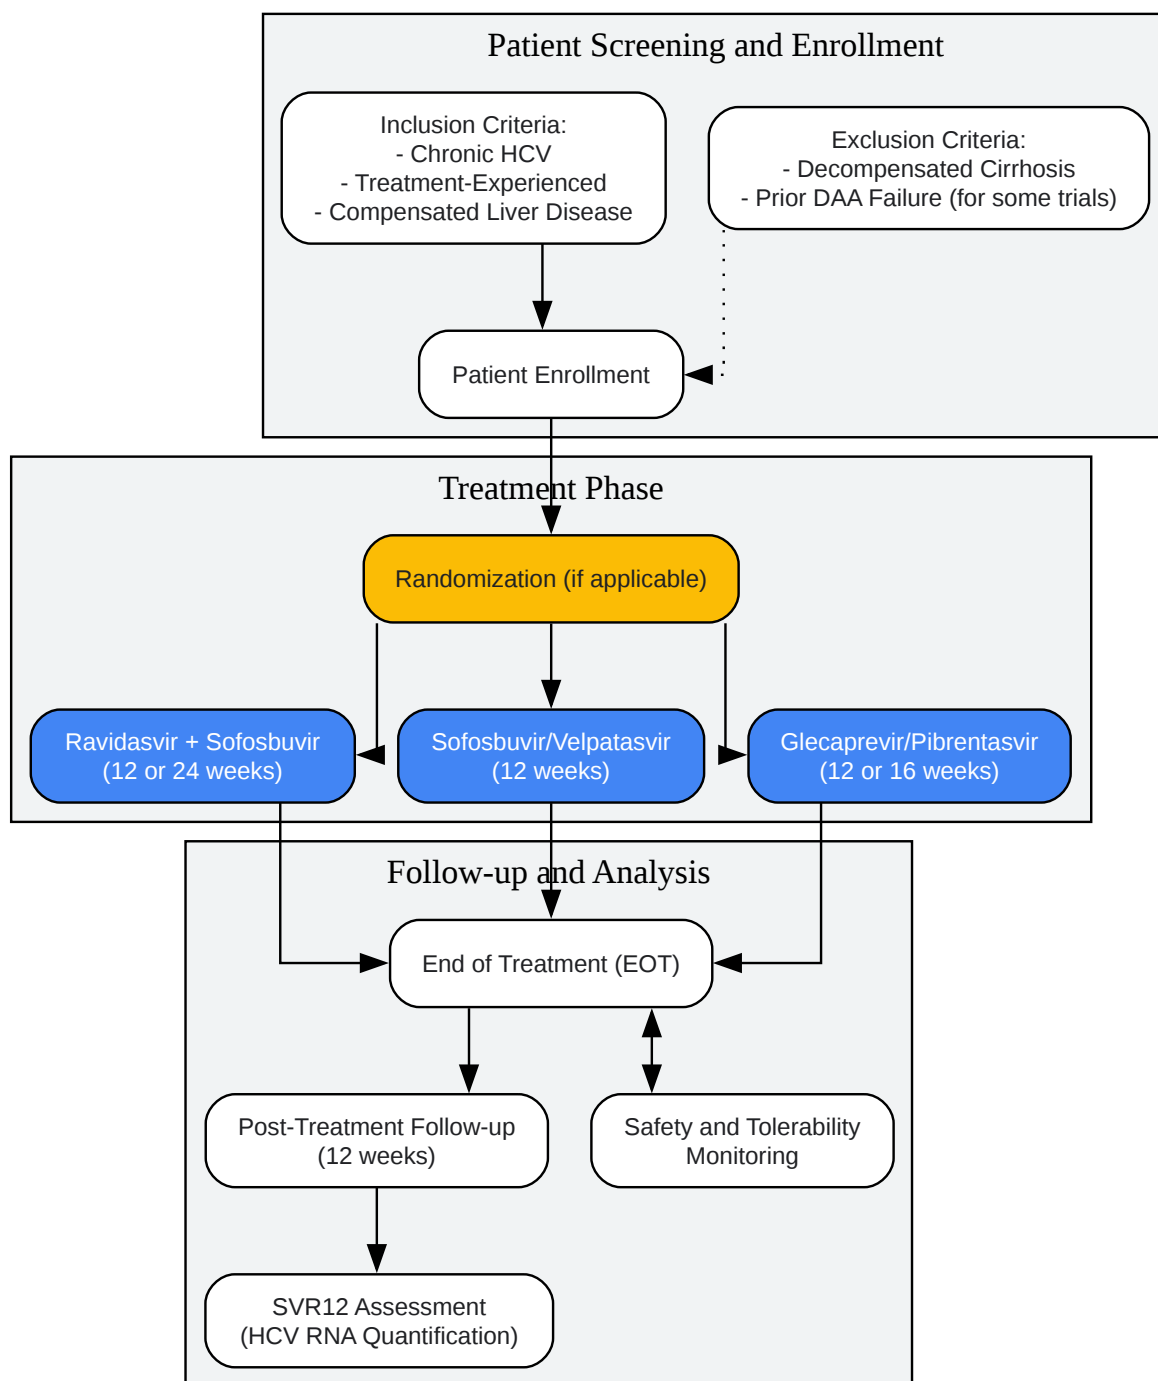 Patient Screening and Enrollment
Inclusion Criteria:
- Chronic HCV
- Treatment-Experienced
- Compensated Liver Disease
Exclusion Criteria:
- Decompensated Cirrhosis
- Prior DAA Failure (for some trials)
Patient Enrollment
Treatment Phase
Randomization (if applicable)
Ravidasvir + Sofosbuvir
(12 or 24 weeks)
Sofosbuvir/Velpatasvir
(12 weeks)
Glecaprevir/Pibrentasvir
(12 or 16 weeks)
Follow-up and Analysis
End of Treatment (EOT)
Post-Treatment Follow-up
(12 weeks)
Safety and Tolerability
Monitoring
SVR12 Assessment
(HCV RNA Quantification)